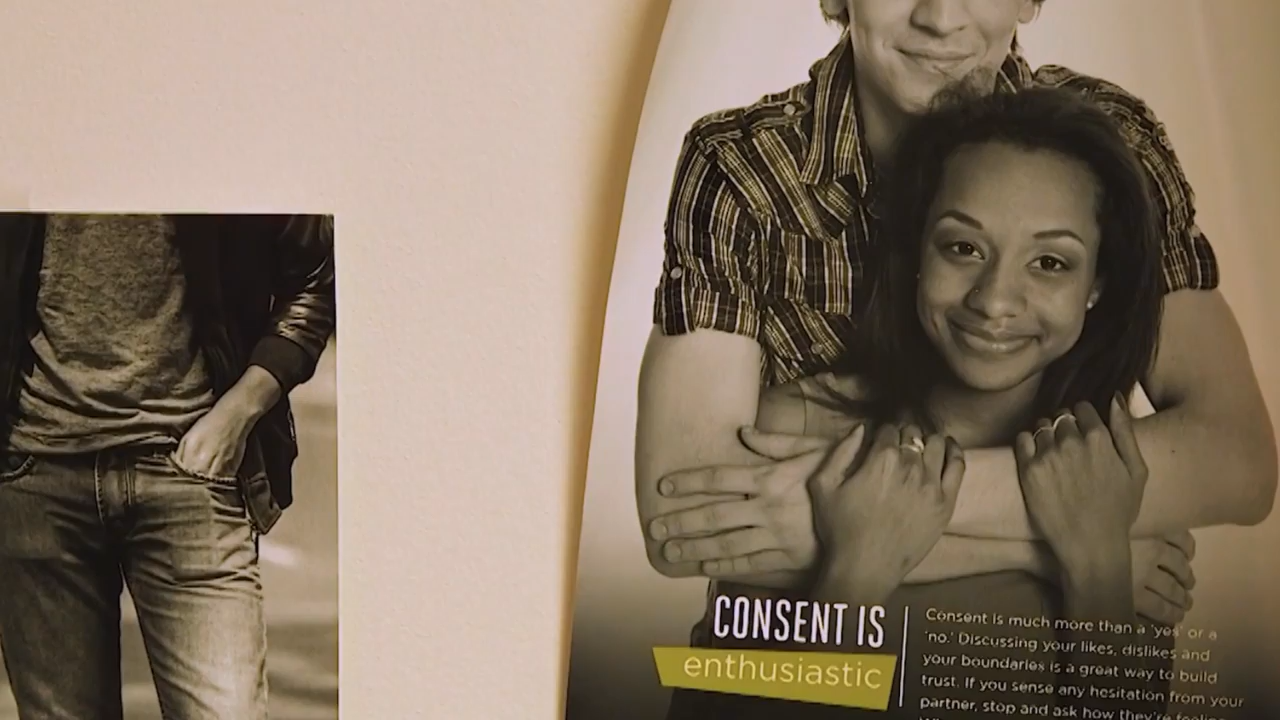 CONSENT IS
enthusiastic
Consent is much more than a 'yes' or a
'no.' Discussing your likes, dislikes and
your boundaries is a great way to build
trust. If you sense any hesitation from your
partner, stop and ask how they're